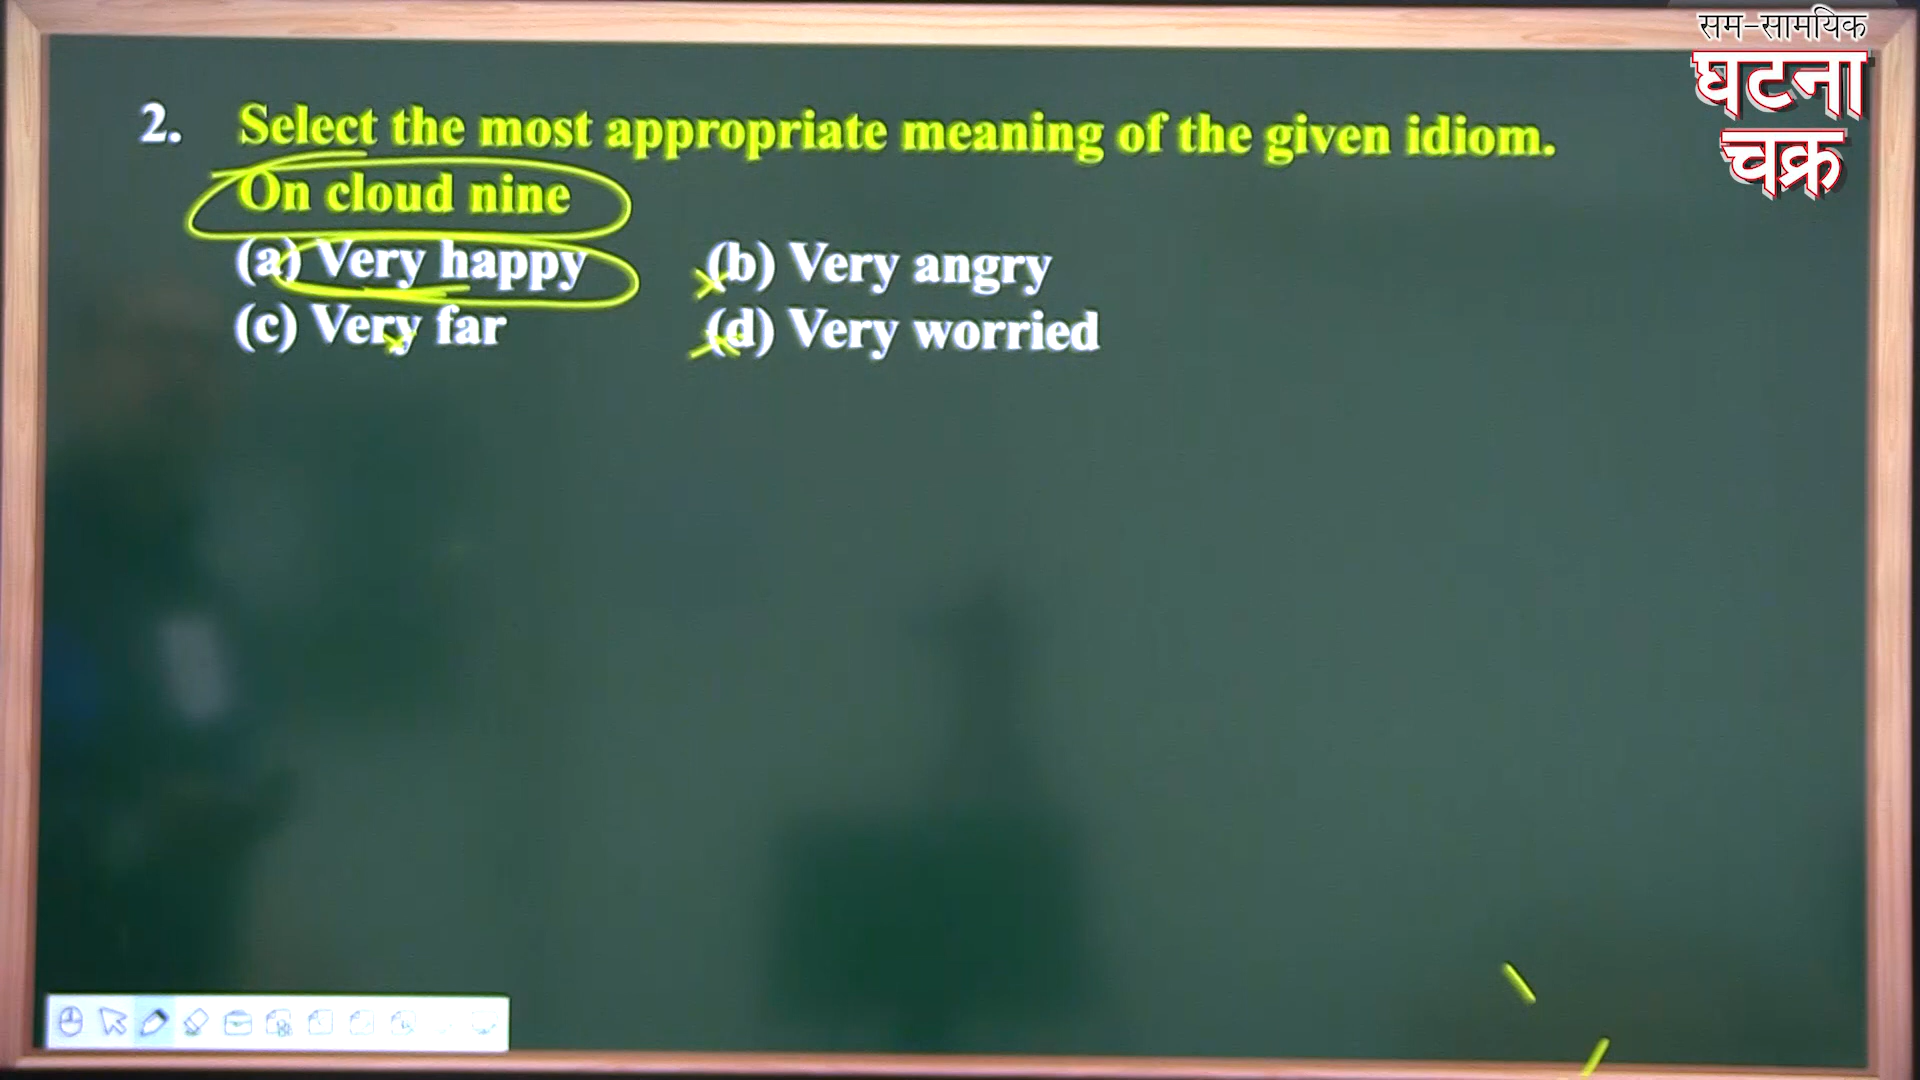 सम-सामयिक
घटना
चक्र
2. Select the most appropriate meaning of the given idiom.
On cloud nine
(a) Very happy (b) Very angry
(c) Very far (d) Very worried